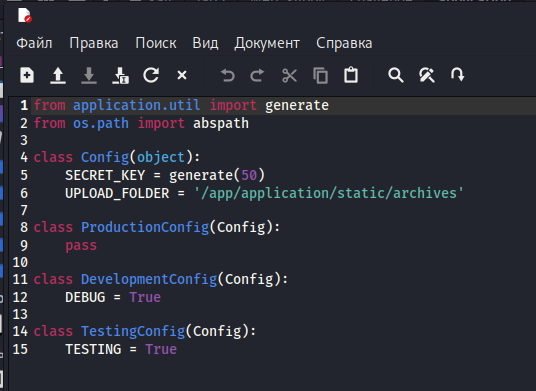 Файл Правка Поиск Вид Документ Справка
1 from application.util import generate
2 from os.path import abspath
3
4 class Config(object):
5     SECRET_KEY = generate(50)
6     UPLOAD_FOLDER = '/app/application/static/archives'
7
8 class ProductionConfig(Config):
9     pass
10
11 class DevelopmentConfig(Config):
12     DEBUG = True
13
14 class TestingConfig(Config):
15     TESTING = True